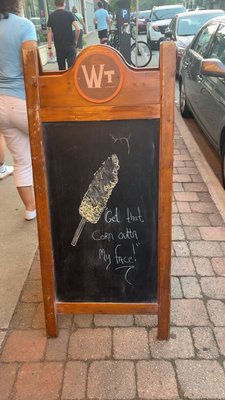 WT
Get that
Corn outta
My face!"